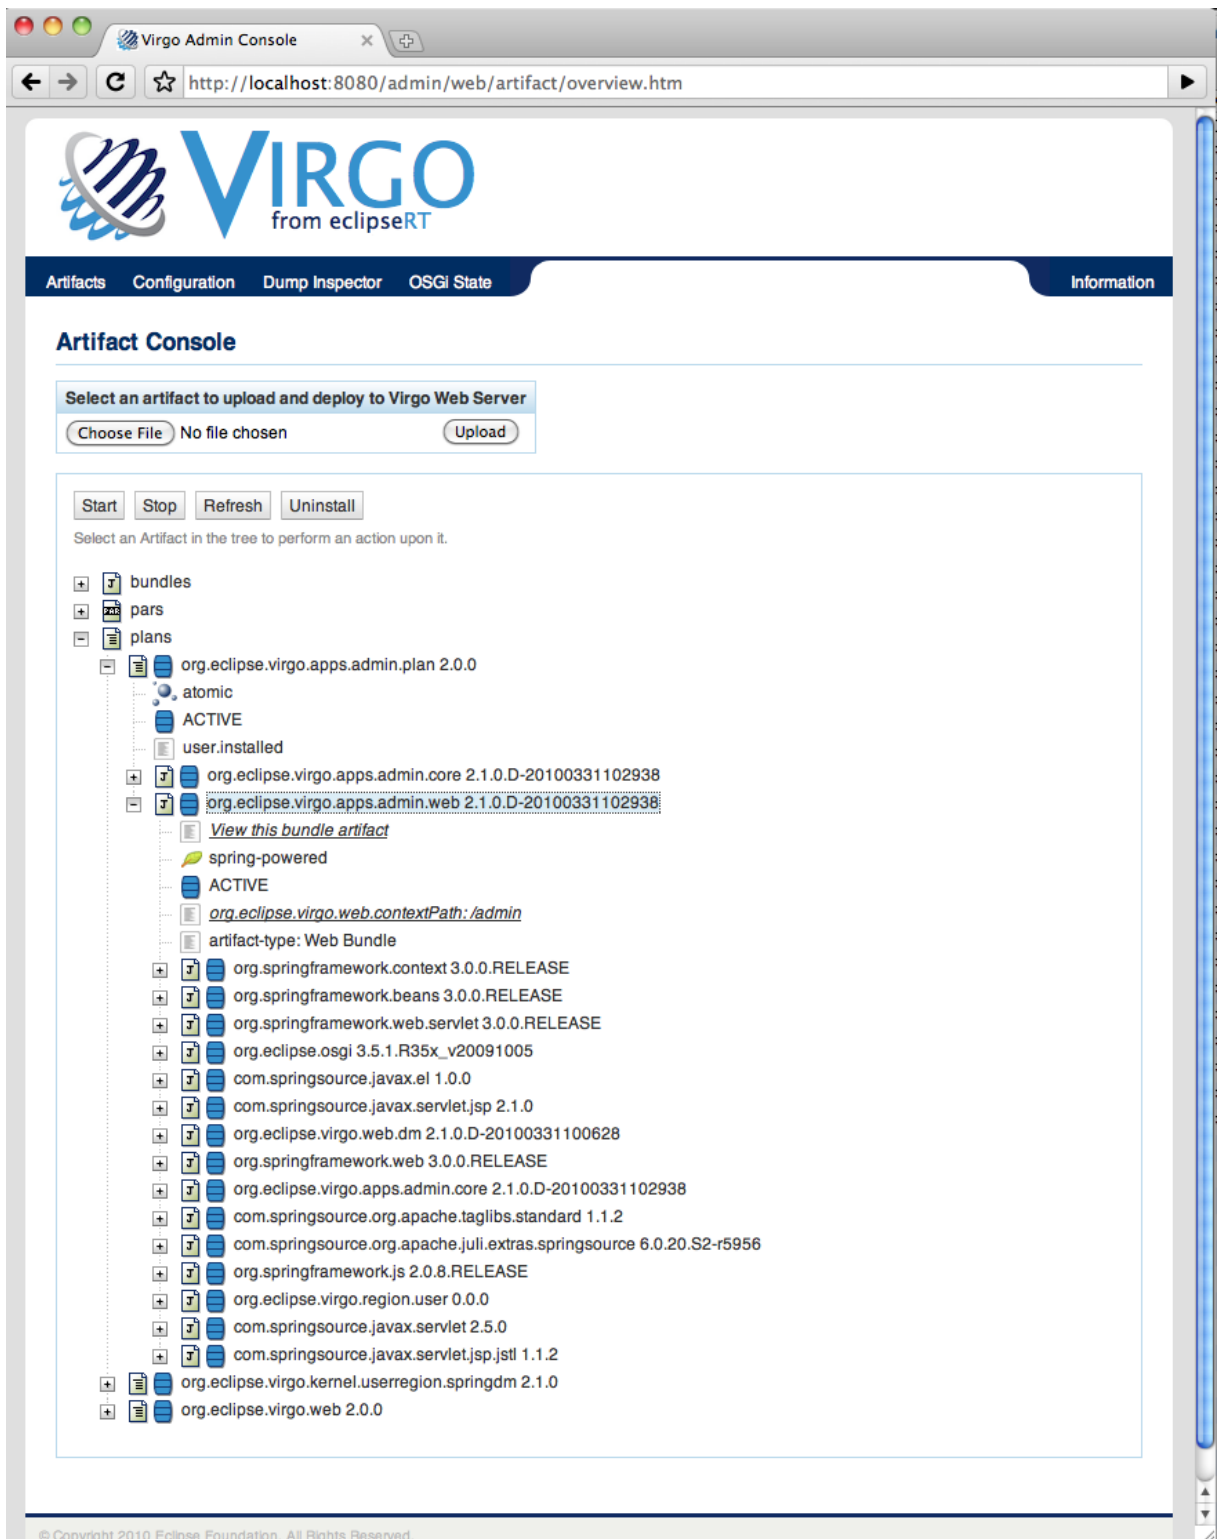 Virgo Admin Console
http://localhost:8080/admin/web/artifact/overview.htm
VIRGO
from eclipseRT
Artifacts Configuration Dump Inspector OSGi State Information
Artifact Console
Select an artifact to upload and deploy to Virgo Web Server
Choose File No file chosen Upload
Start Stop Refresh Uninstall
Select an Artifact in the tree to perform an action upon it.
bundles
pars
plans
org.eclipse.virgo.apps.admin.plan 2.0.0
atomic
ACTIVE
user.installed
org.eclipse.virgo.apps.admin.core 2.1.0.D-20100331102938
org.eclipse.virgo.apps.admin.web 2.1.0.D-20100331102938
View this bundle artifact
spring-powered
ACTIVE
org.eclipse.virgo.web.contextPath: /admin
artifact-type: Web Bundle
org.springframework.context 3.0.0.RELEASE
org.springframework.beans 3.0.0.RELEASE
org.springframework.web.servlet 3.0.0.RELEASE
org.eclipse.osgi 3.5.1.R35x_v20091005
com.springsource.javax.el 1.0.0
com.springsource.javax.servlet.jsp 2.1.0
org.eclipse.virgo.web.dm 2.1.0.D-20100331100628
org.springframework.web 3.0.0.RELEASE
org.eclipse.virgo.apps.admin.core 2.1.0.D-20100331102938
com.springsource.org.apache.taglibs.standard 1.1.2
com.springsource.org.apache.juli.extras.springsource 6.0.20.S2-r5956
org.springframework.js 2.0.8.RELEASE
org.eclipse.virgo.region.user 0.0.0
com.springsource.javax.servlet 2.5.0
com.springsource.javax.servlet.jsp.jstl 1.1.2
org.eclipse.virgo.kernel.userregion.springdm 2.1.0
org.eclipse.virgo.web 2.0.0
© Copyright 2010 Eclipse Foundation. All Rights Reserved.